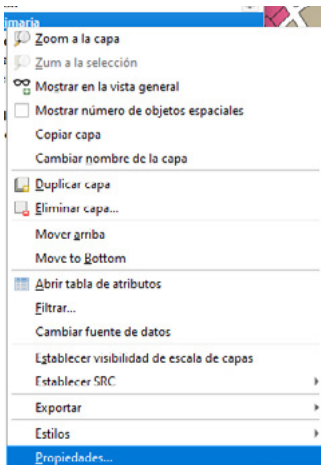 imaria
Zoom a la capa
Zum a la selección
Mostrar en la vista general
Mostrar número de objetos espaciales
Copiar capa
Cambiar nombre de la capa
Duplicar capa
Eliminar capa...
Mover arriba
Move to Bottom
Abrir tabla de atributos
Filtrar...
Cambiar fuente de datos
Establecer visibilidad de escala de capas
Establecer SRC
Exportar
Estilos
Propiedades...